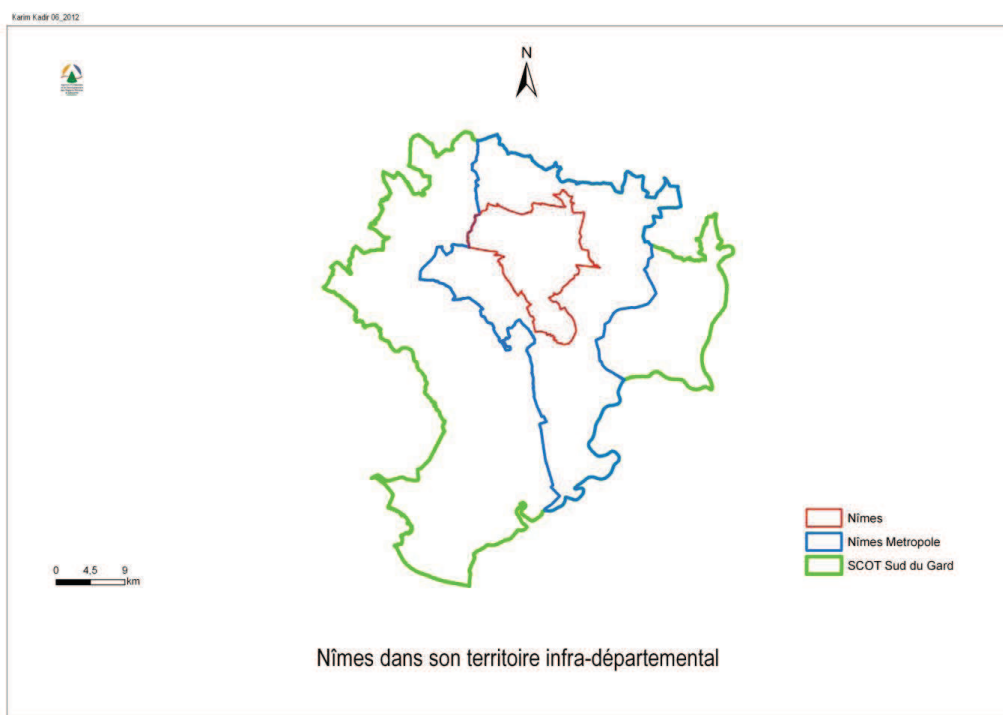 Karim Kadir 06_2012
N
Nîmes
Nîmes Metropole
SCOT Sud du Gard
0 4,5 9
km
Nîmes dans son territoire infra-départemental